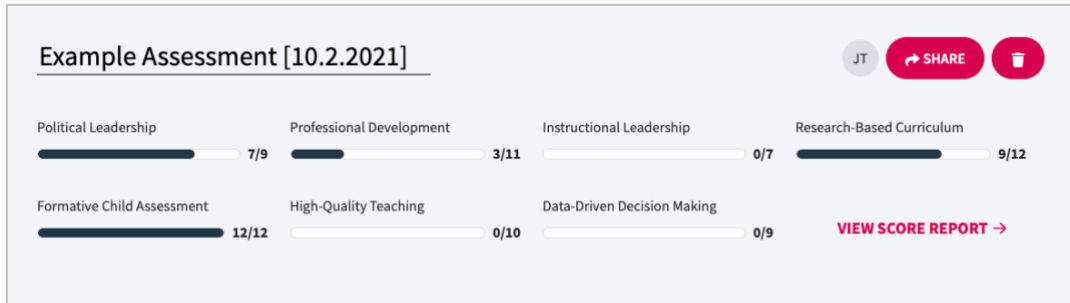 Example Assessment [10.2.2021]
JT
SHARE
Political Leadership
7/9
Professional Development
3/11
Instructional Leadership
0/7
Research-Based Curriculum
9/12
Formative Child Assessment
12/12
High-Quality Teaching
0/10
Data-Driven Decision Making
0/9
VIEW SCORE REPORT →